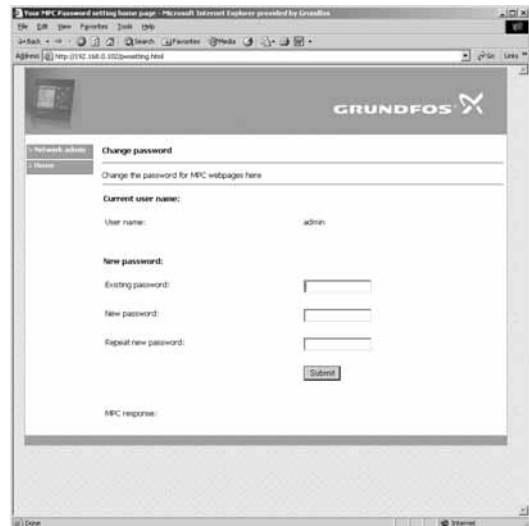 Your MPC Password setting home page - Microsoft Internet Explorer provided by Grundfos
File Edit View Favorites Tools Help
Back Search Favorites Media
Address http://192.168.0.102/pwsetting.html Go Links »
GRUNDFOS
> Network admin
> Home
Change password
Change the password for MPC webpages here
Current user name:
User name: admin
New password:
Existing password:
New password:
Repeat new password:
Submit
MPC response:
Done Internet